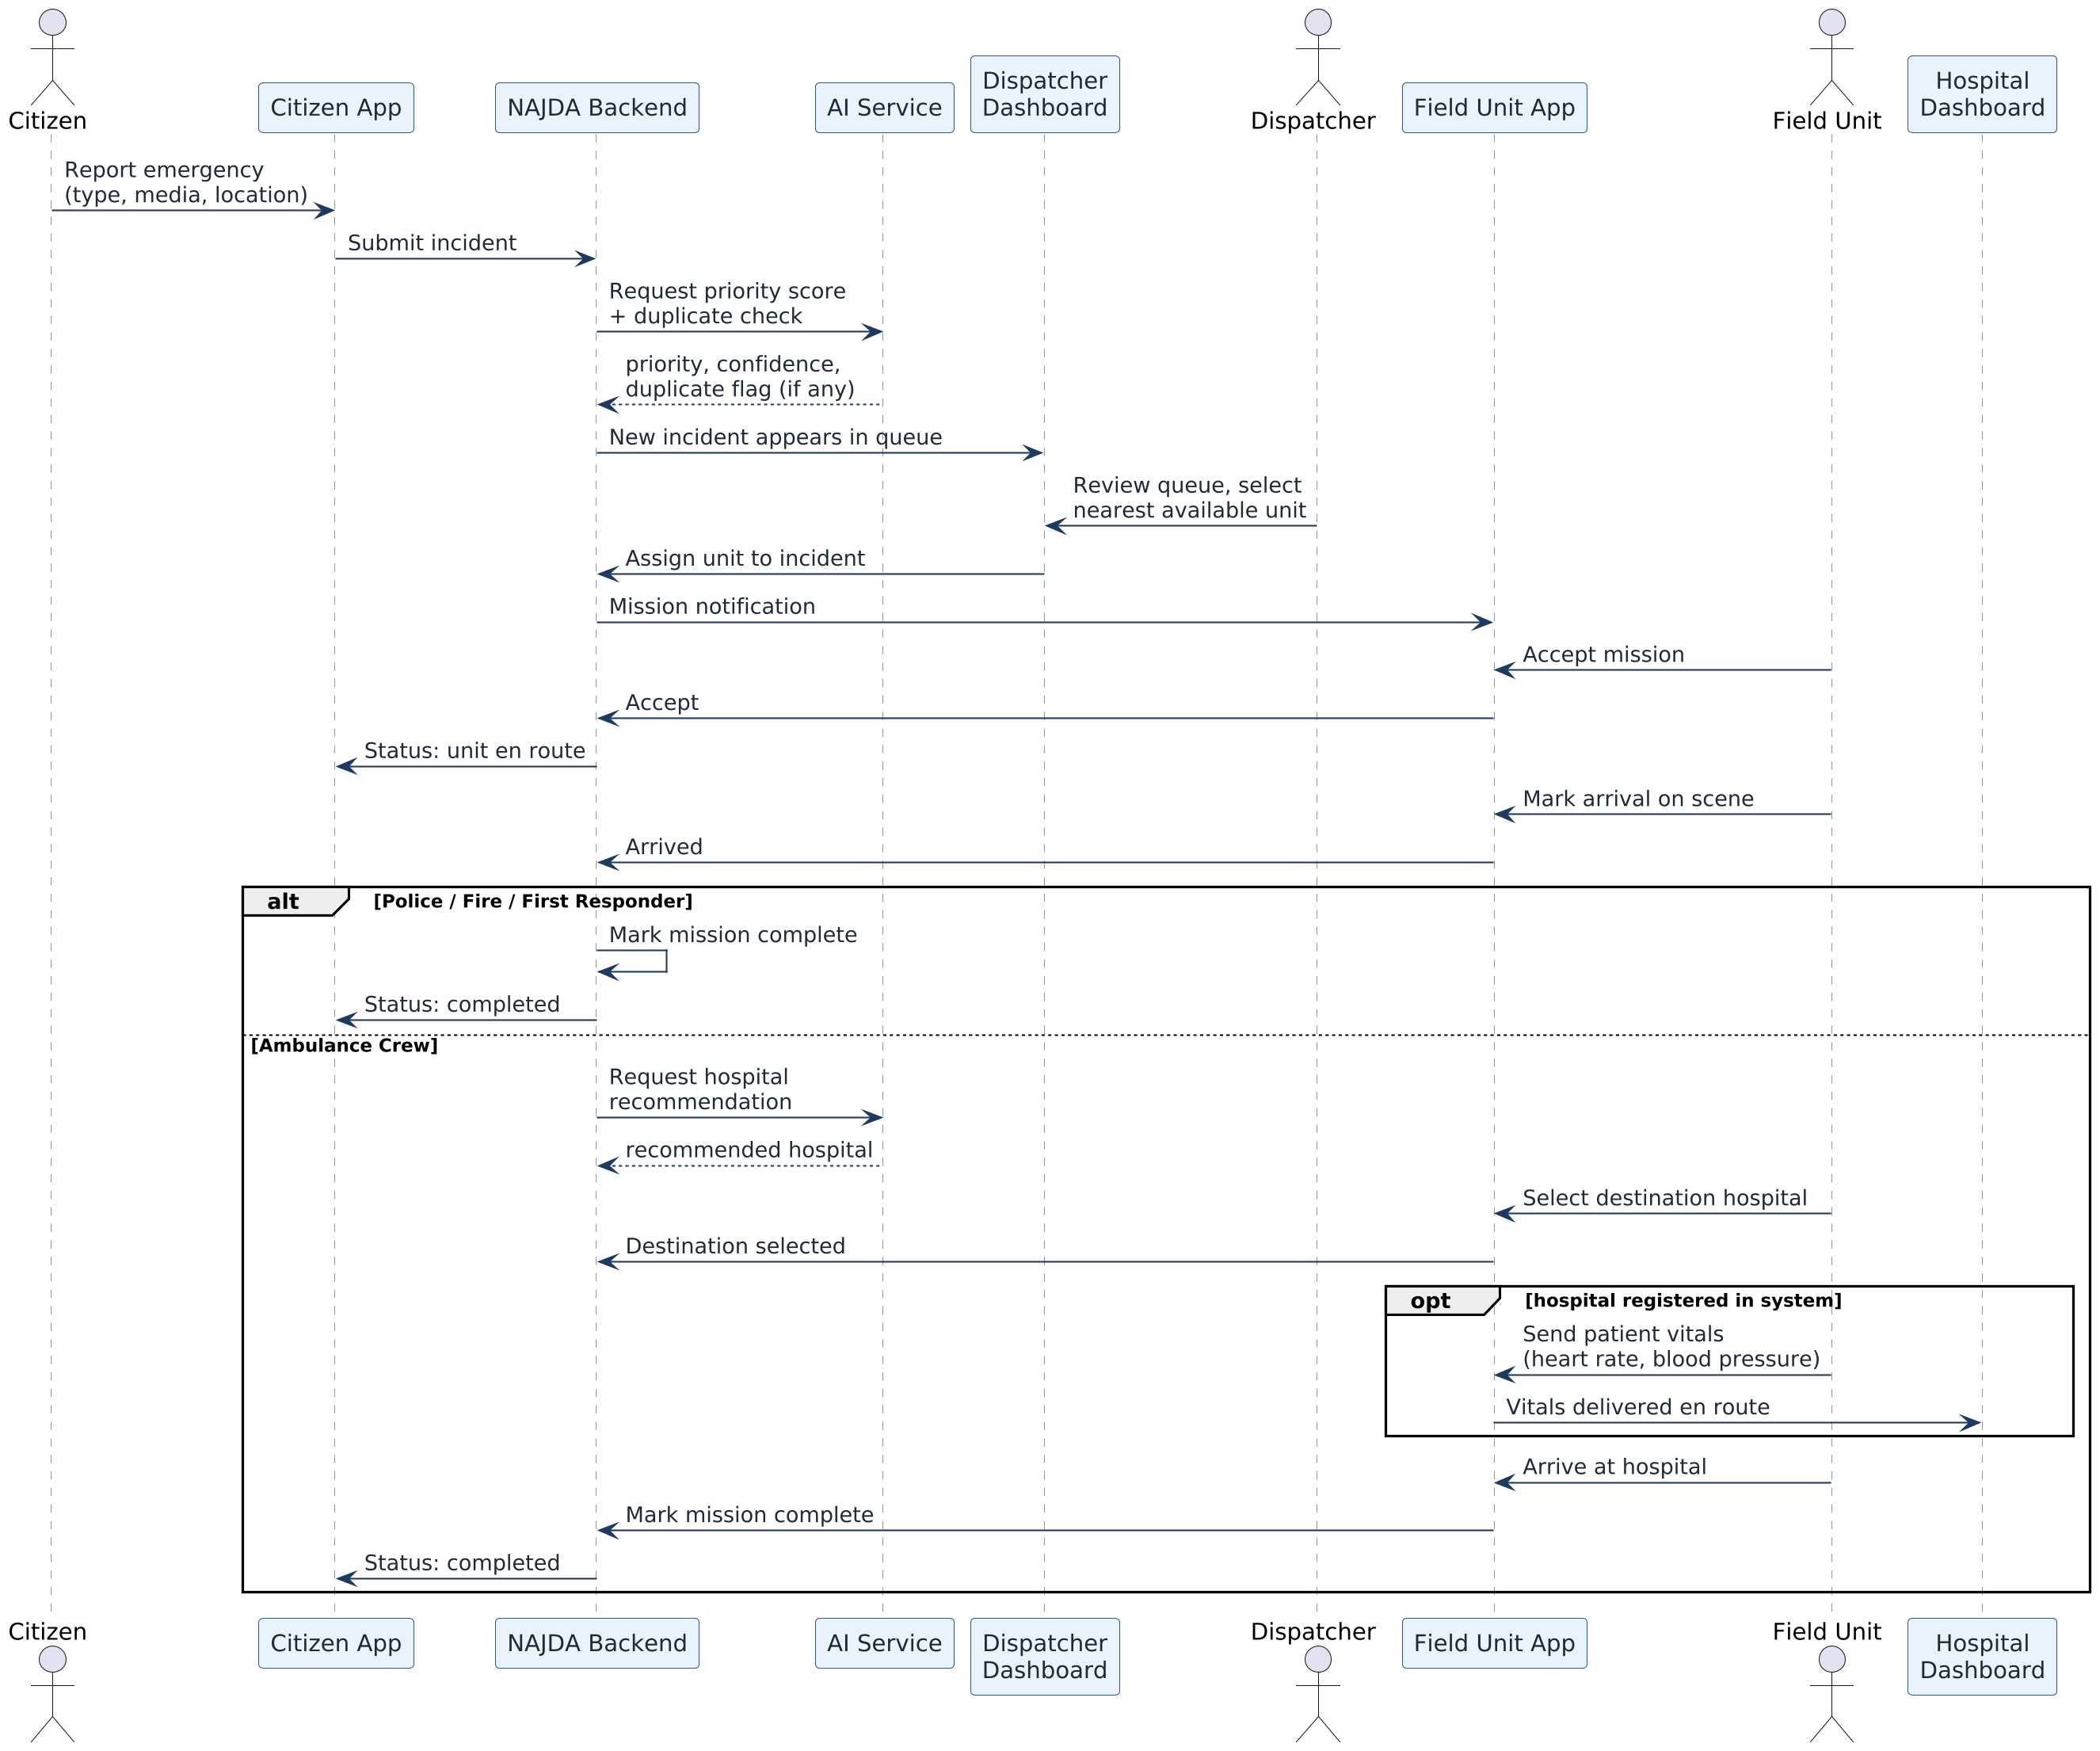 Citizen
Citizen App
NAJDA Backend
AI Service
Dispatcher
Dashboard
Dispatcher
Field Unit App
Field Unit
Hospital
Dashboard
Report emergency
(type, media, location)
Submit incident
Request priority score
+ duplicate check
priority, confidence,
duplicate flag (if any)
New incident appears in queue
Review queue, select
nearest available unit
Assign unit to incident
Mission notification
Accept mission
Accept
Status: unit en route
Mark arrival on scene
Arrived
alt [Police / Fire / First Responder]
Mark mission complete
Status: completed
[Ambulance Crew]
Request hospital
recommendation
recommended hospital
Select destination hospital
Destination selected
opt [hospital registered in system]
Send patient vitals
(heart rate, blood pressure)
Vitals delivered en route
Arrive at hospital
Mark mission complete
Status: completed
Citizen
Citizen App
NAJDA Backend
AI Service
Dispatcher
Dashboard
Dispatcher
Field Unit App
Field Unit
Hospital
Dashboard